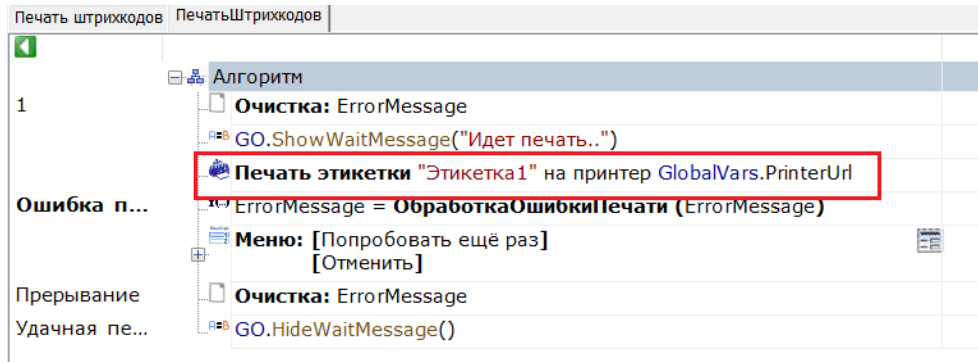 Печать штрихкодов ПечатьШтрихкодов
Алгоритм
1 Очистка: ErrorMessage
GO.ShowWaitMessage("Идет печать..")
Печать этикетки "Этикетка1" на принтер GlobalVars.PrinterUrl
Ошибка п... ErrorMessage = ОбработкаОшибкиПечати (ErrorMessage)
Меню: [Попробовать ещё раз]
[Отменить]
Прерывание Очистка: ErrorMessage
Удачная пе... GO.HideWaitMessage()